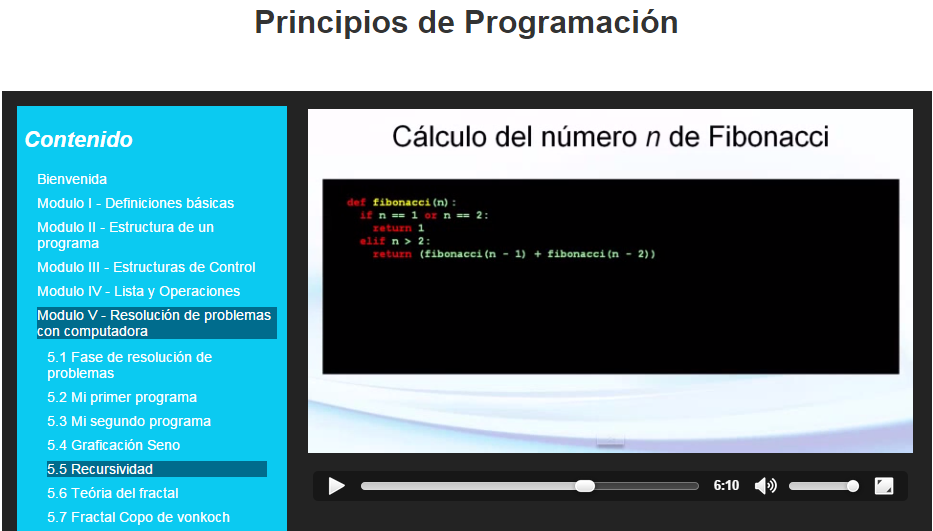 Principios de Programación
Contenido
Bienvenida
Modulo I - Definiciones básicas
Modulo II - Estructura de un
programa
Modulo III - Estructuras de Control
Modulo IV - Lista y Operaciones
Modulo V - Resolución de problemas
con computadora
5.1 Fase de resolución de
problemas
5.2 Mi primer programa
5.3 Mi segundo programa
5.4 Graficación Seno
5.5 Recursividad
5.6 Teória del fractal
5.7 Fractal Copo de vonkoch
Cálculo del número n de Fibonacci
def fibonacci(n):
  if n == 1 or n == 2:
    return 1
  elif n > 2:
    return (fibonacci(n - 1) + fibonacci(n - 2))
6:10